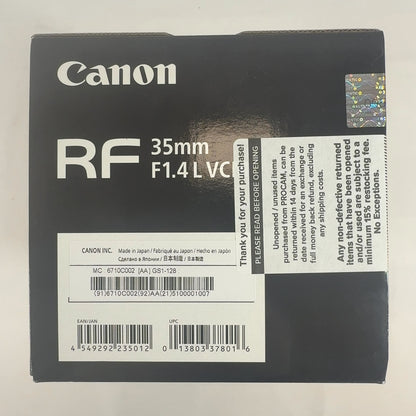 Canon
RF
35mm
F1.4 L VCM
Thank you for your purchase!
PLEASE READ BEFORE OPENING
Unopened / unused items
purchased from PROCAM, can be
returned within 14 days from the
date received for an exchange or
full money back refund, excluding
any shipping costs.
Any non-defective returned
items that have been opened
and/or used are subject to a
minimum 15% restocking fee.
No Exceptions.
CANON INC.
Made in Japan / Fabriqué au Japon / Hecho en Japón
Сделано в Японии / 日本制造 / 日本製造
MC 6710C002 [AA] GS1-128
(91)6710C002(92)AA(21)5100001007
EAN/JAN
4 549292 235012
UPC
0 13803 37801 6